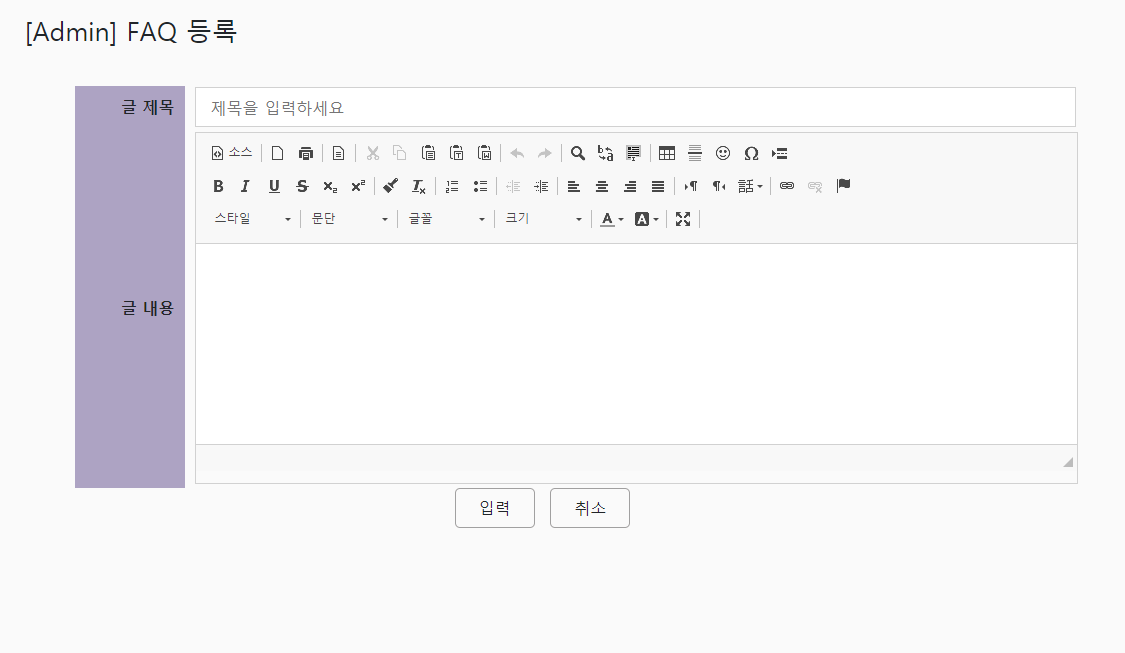 [Admin] FAQ 등록
글 제목
제목을 입력하세요
소스
스타일 문단 글꼴 크기
글 내용
입력 취소